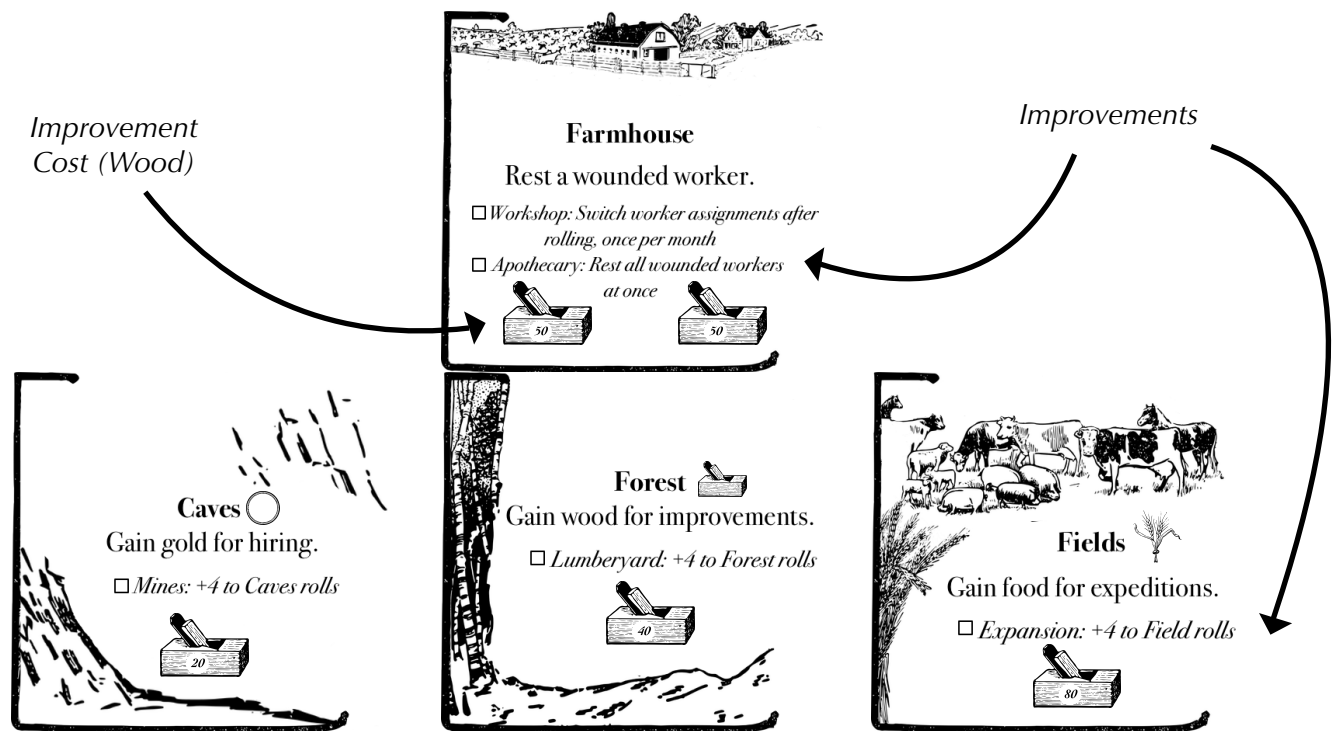 Improvement
Cost (Wood)
Improvements
Farmhouse
Rest a wounded worker.
Workshop: Switch worker assignments after
rolling, once per month
Apothecary: Rest all wounded workers
at once
50
50
Caves
Gain gold for hiring.
Mines: +4 to Caves rolls
20
Forest
Gain wood for improvements.
Lumberyard: +4 to Forest rolls
40
Fields
Gain food for expeditions.
Expansion: +4 to Field rolls
80